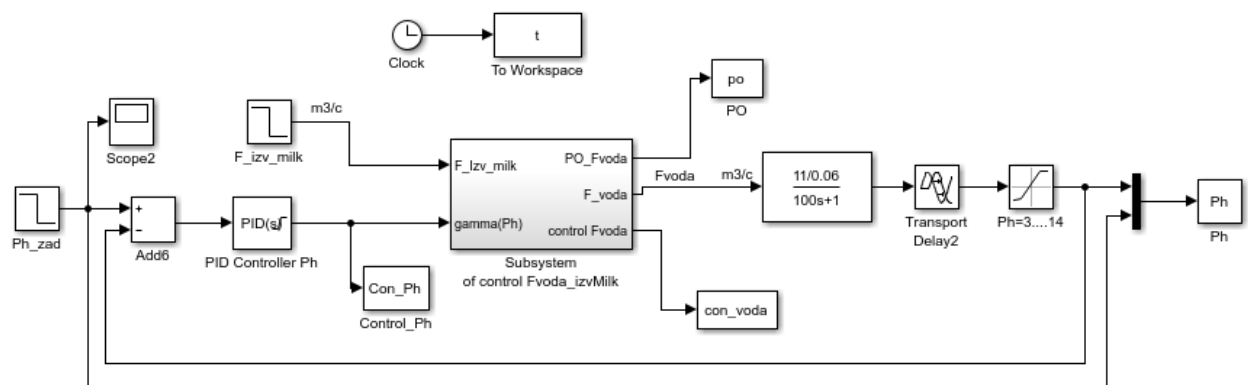 Clock
t
To Workspace
po
PO
Scope2
m3/c
F_izv_milk
F_Izv_milk
gamma(Ph)
PO_Fvoda
F_voda
control Fvoda
Subsystem
of control Fvoda_izvMilk
Fvoda
m3/c
11/0.06
100s+1
Transport
Delay2
Ph=3....14
Ph
Ph
Ph_zad
+
−
Add6
PID(s)
PID Controller Ph
Con_Ph
Control_Ph
con_voda